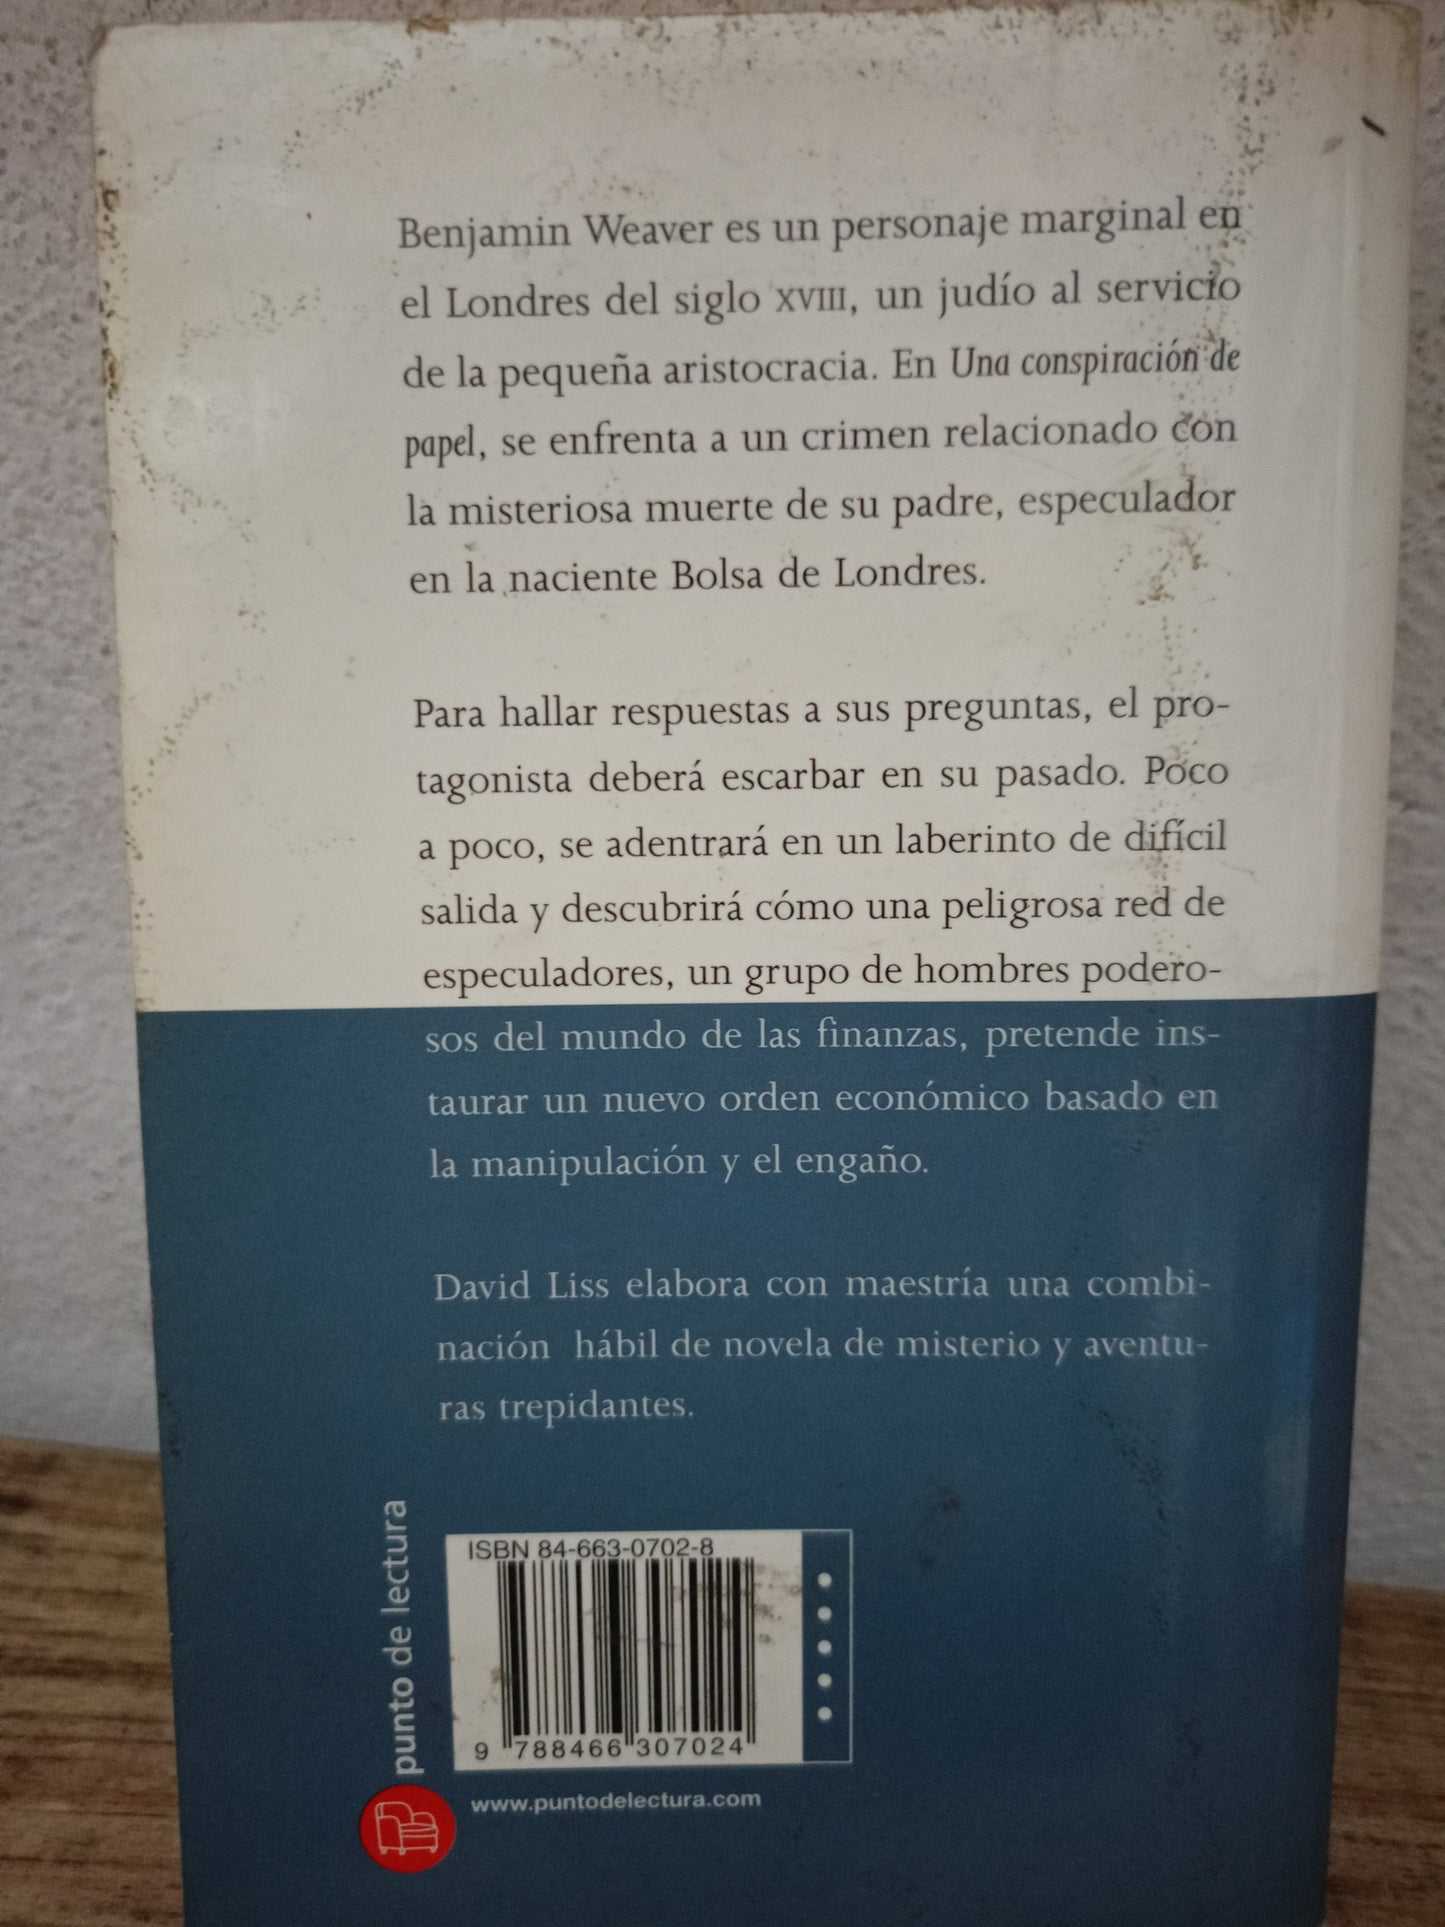 Benjamin Weaver es un personaje marginal en
el Londres del siglo XVIII, un judío al servicio
de la pequeña aristocracia. En Una conspiración de
papel, se enfrenta a un crimen relacionado con
la misteriosa muerte de su padre, especulador
en la naciente Bolsa de Londres.
Para hallar respuestas a sus preguntas, el pro-
tagonista deberá escarbar en su pasado. Poco
a poco, se adentrará en un laberinto de difícil
salida y descubrirá cómo una peligrosa red de
especuladores, un grupo de hombres podero-
sos del mundo de las finanzas, pretende ins-
taurar un nuevo orden económico basado en
la manipulación y el engaño.
David Liss elabora con maestría una combi-
nación hábil de novela de misterio y aventu-
ras trepidantes.
punto de lectura
ISBN 84-663-0702-8
9 788466 307024
www.puntodelectura.com